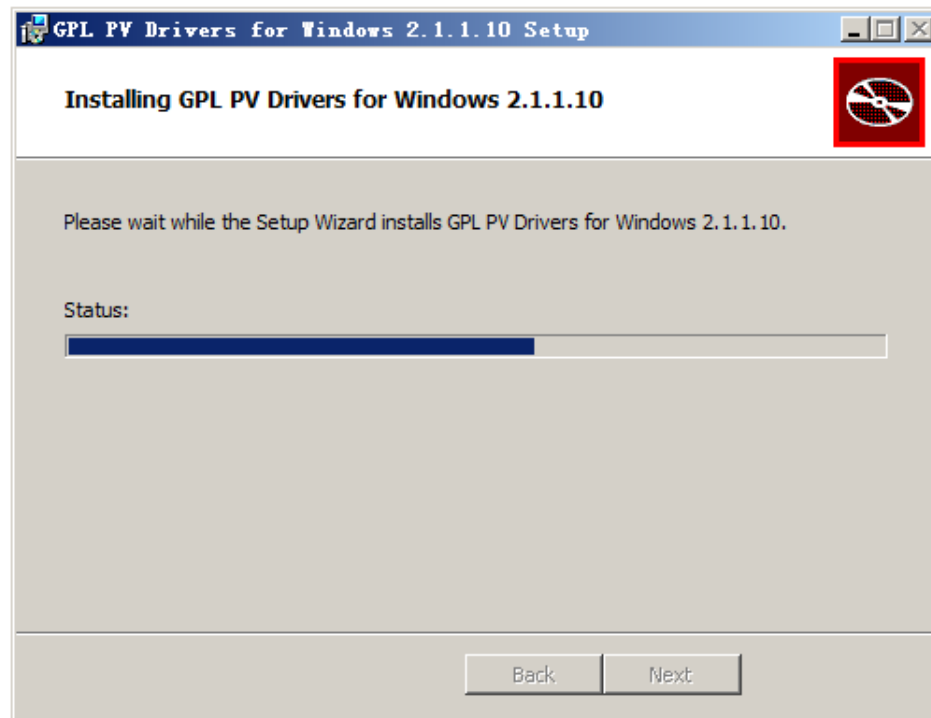 GPL PV Drivers for Windows 2.1.1.10 Setup
Installing GPL PV Drivers for Windows 2.1.1.10
Please wait while the Setup Wizard installs GPL PV Drivers for Windows 2.1.1.10.
Status:
Back Next